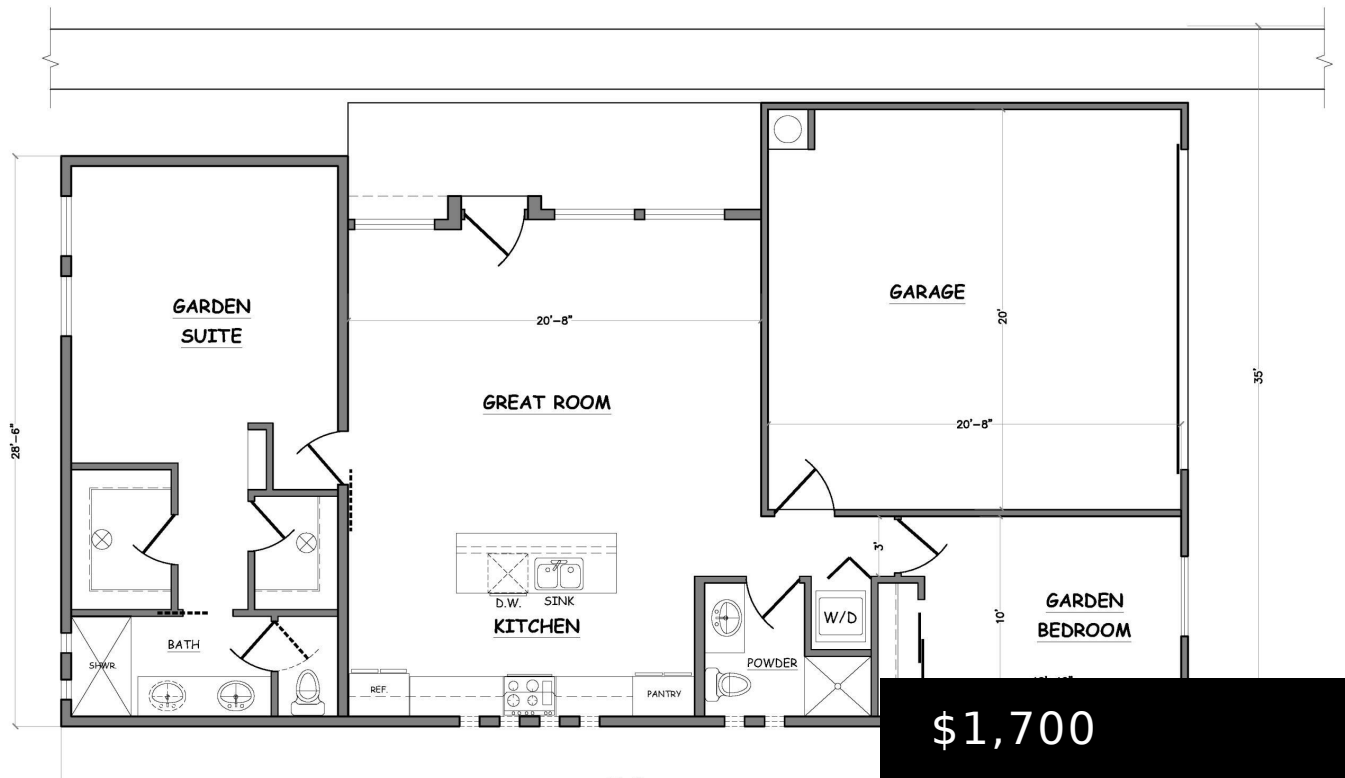 GARDEN
SUITE
28'-6"
20'-8"
GREAT ROOM
GARAGE
20'
20'-8"
35'
3'
10'
GARDEN
BEDROOM
D.W.
SINK
KITCHEN
W/D
BATH
SHWR.
POWDER
REF.
PANTRY
$1,700